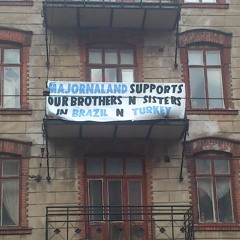 MAJORNALAND SUPPORTS
OUR BROTHERS N SISTERS
IN BRAZIL N TURKEY